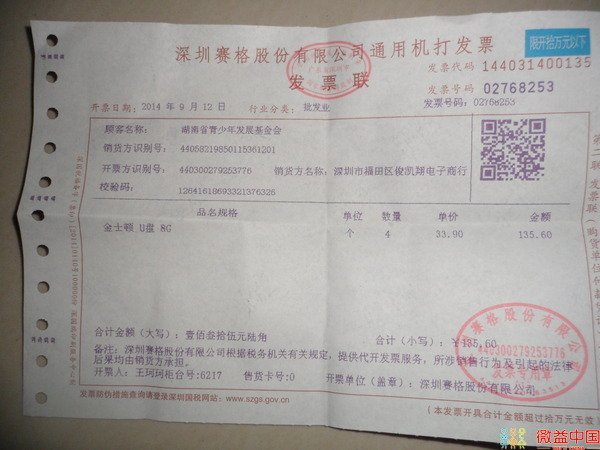 深圳赛格股份有限公司通用机打发票
限开拾万元以下
发票联
发票代码 144031400135
发票号码 02768253
开票日期: 2014 年 9 月 12 日 行业分类: 批发业 发票号码: 02768253
顾客名称: 湖南省青少年发展基金会
销货方识别号: 44058219850115361201
开票方识别号: 440300279253776 销货方名称: 深圳市福田区俊凯翔电子商行
校验码: 12641618693321376326
品名规格 单位 数量 单价 金额
金士顿 U盘 8G 个 4 33.90 135.60
合计金额(大写): 壹佰叁拾伍元陆角 合计(小写): ¥135.60
备注: 深圳赛格股份有限公司根据税务机关有关规定, 提供代开发票服务, 所涉销售行为及引起的法律
后果均由销货方承担。
开票人: 王珂珂柜台号:6217 售货卡号:0 开票单位(盖章): 深圳赛格股份有限公司
发票防伪措施查询请登录深圳国税网站: www.szgs.gov.cn
(本发票开具合计金额超过拾万元无效)
440300279253776
发票专用章
微益中国